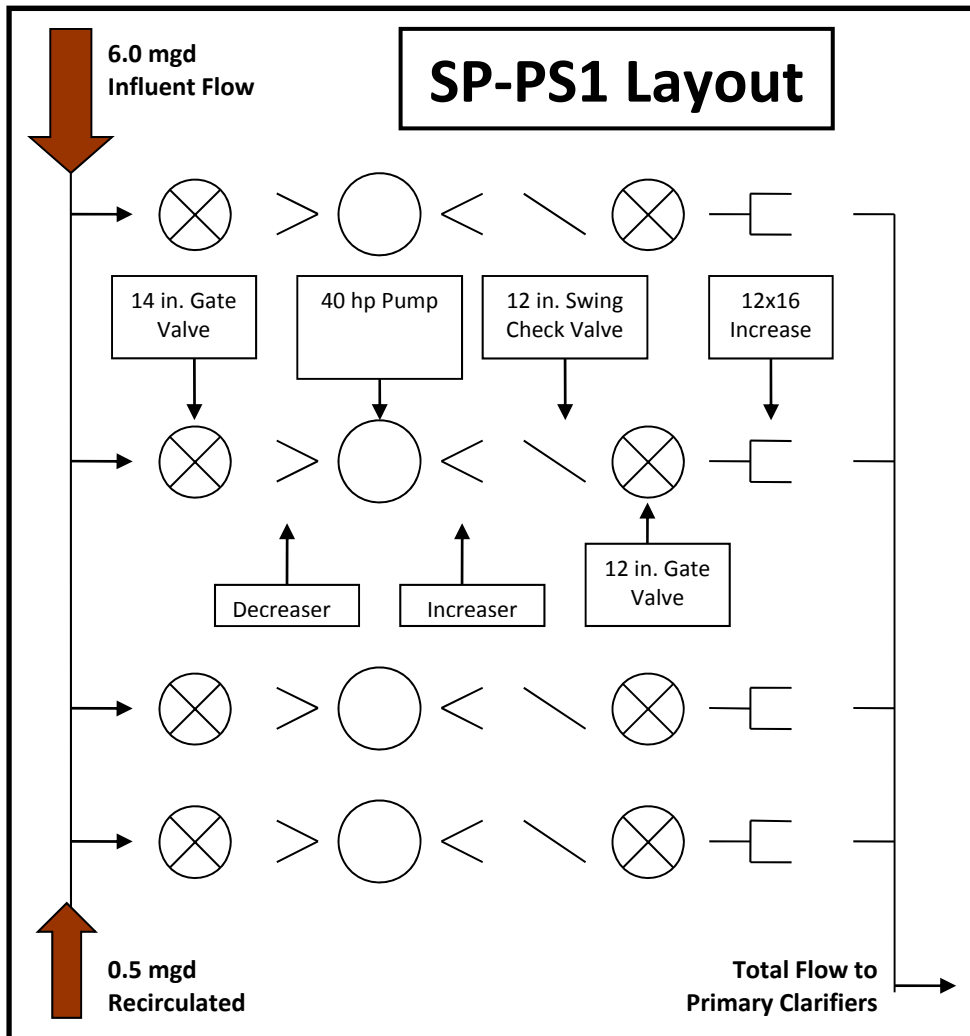 6.0 mgd
Influent Flow
SP-PS1 Layout
14 in. Gate
Valve
40 hp Pump
12 in. Swing
Check Valve
12x16
Increase
Decreaser
Increaser
12 in. Gate
Valve
0.5 mgd
Recirculated
Total Flow to
Primary Clarifiers